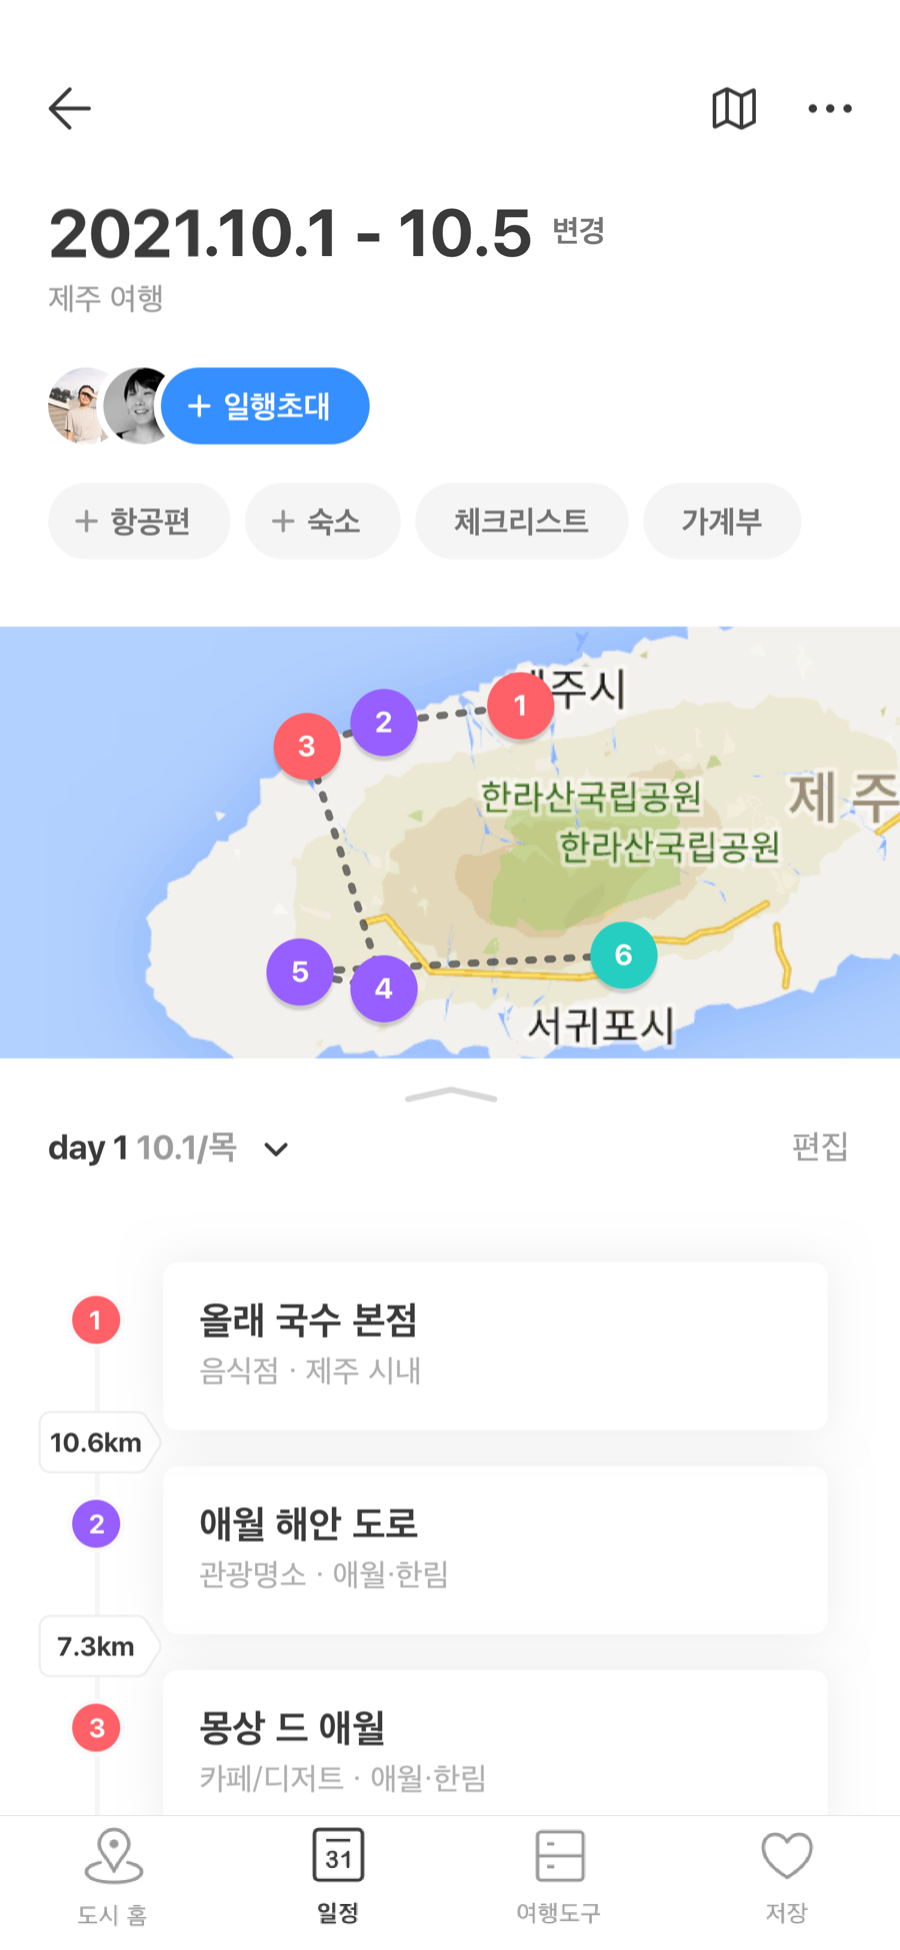 2021.10.1 - 10.5 변경
제주 여행
+ 일행초대
+ 항공편 + 숙소 체크리스트 가계부
주시
1
2
3
한라산국립공원
제주
한라산국립공원
6
5
4
서귀포시
day 1 10.1/목 편집
1 올래 국수 본점
음식점 · 제주 시내
10.6km
2 애월 해안 도로
관광명소 · 애월·한림
7.3km
3 몽상 드 애월
카페/디저트 · 애월·한림
31
도시 홈 일정 여행도구 저장